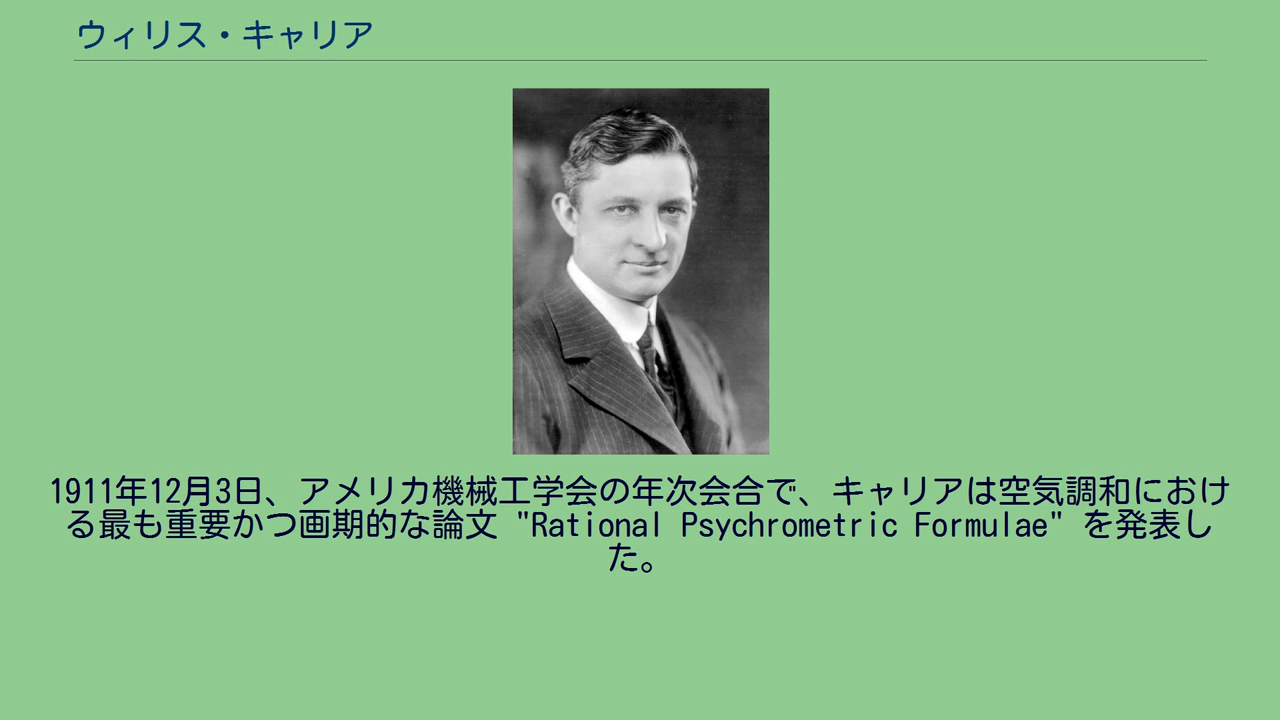 ウィリス・キャリア
1911年12月3日、アメリカ機械工学会の年次会合で、キャリアは空気調和におけ
る最も重要かつ画期的な論文 "Rational Psychrometric Formulae" を発表し
た。